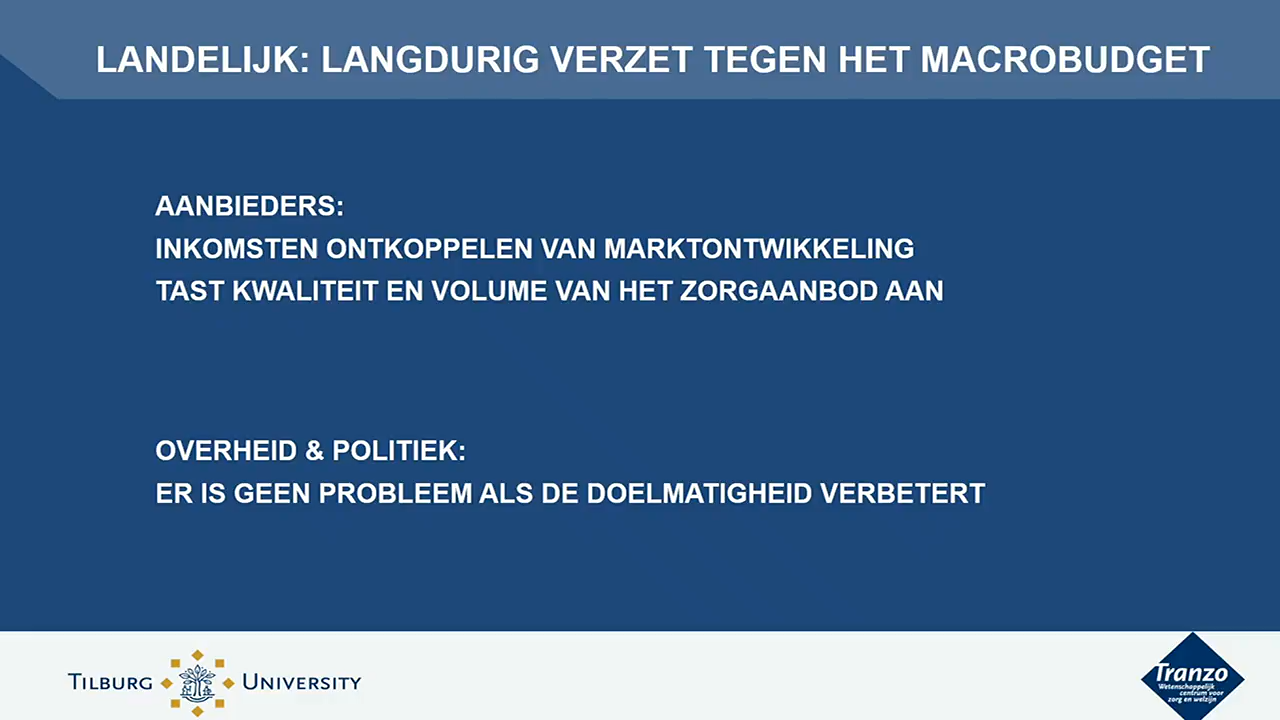 LANDELIJK: LANGDURIG VERZET TEGEN HET MACROBUDGET
AANBIEDERS:
INKOMSTEN ONTKOPPELEN VAN MARKTONTWIKKELING
TAST KWALITEIT EN VOLUME VAN HET ZORGAANBOD AAN
OVERHEID & POLITIEK:
ER IS GEEN PROBLEEM ALS DE DOELMATIGHEID VERBETERT
TILBURG UNIVERSITY
Tranzo
Wetenschappelijk
centrum voor
zorg en welzijn